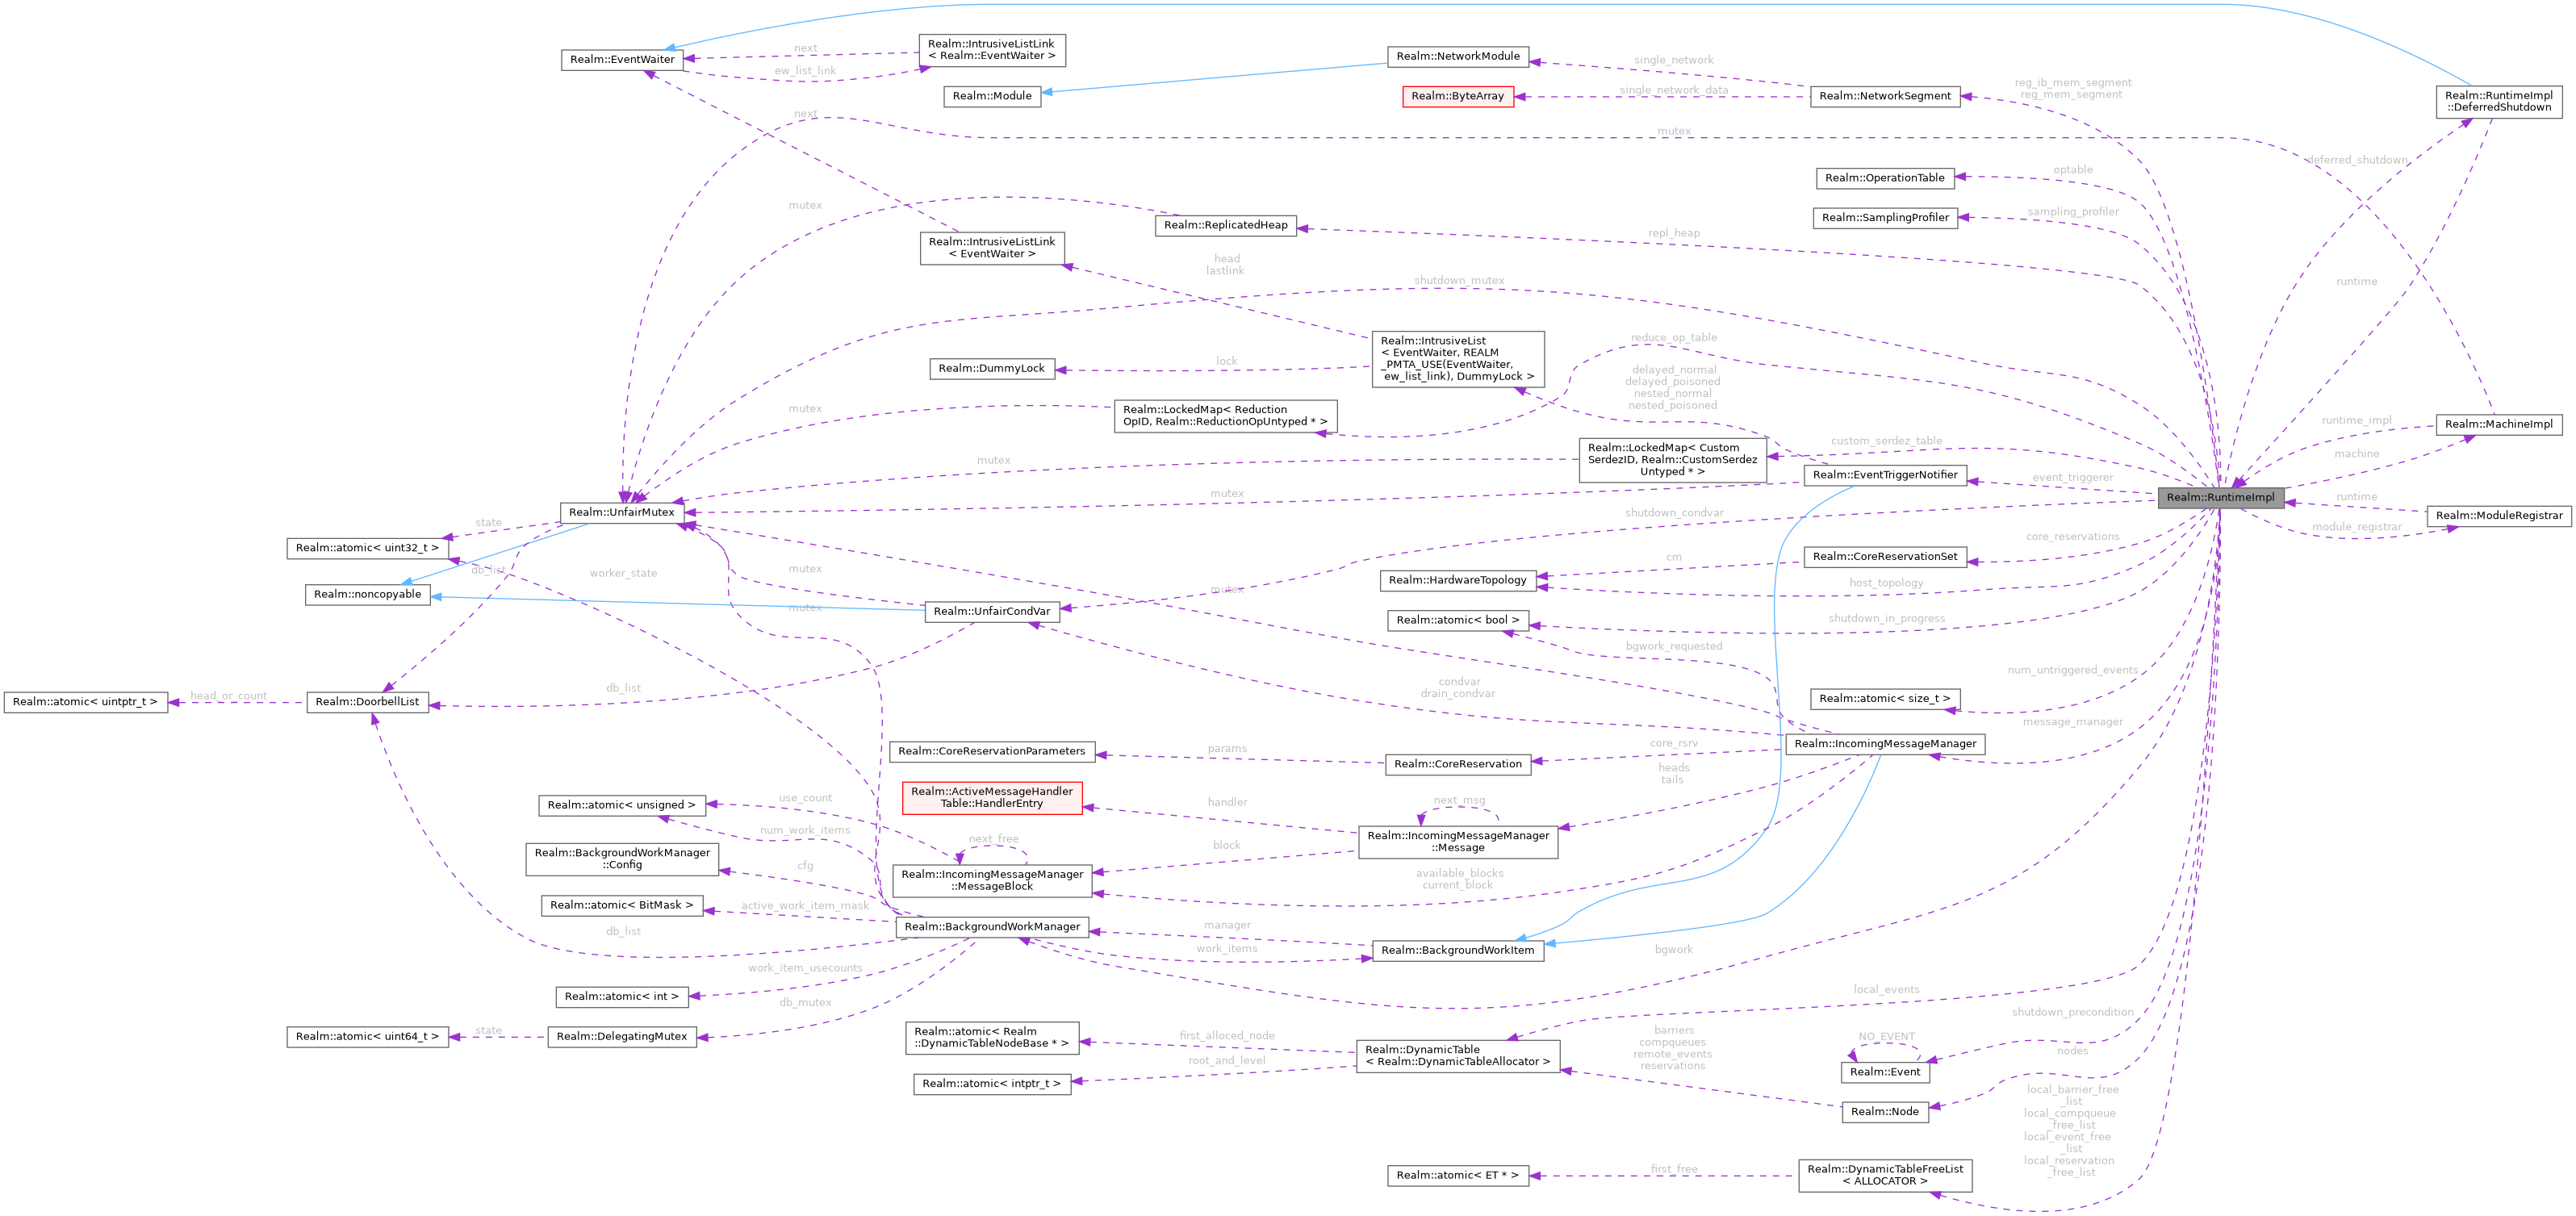 Realm::EventWaiter
next
ew_list_link
Realm::IntrusiveListLink
< Realm::EventWaiter >
Realm::Module
Realm::NetworkModule
Realm::ByteArray
single_network
single_network_data
Realm::NetworkSegment
reg_ib_mem_segment
reg_mem_segment
Realm::RuntimeImpl
::DeferredShutdown
next
mutex
deferred_shutdown
Realm::OperationTable
optable
Realm::SamplingProfiler
sampling_profiler
mutex
Realm::ReplicatedHeap
repl_heap
Realm::IntrusiveListLink
< EventWaiter >
head
lastlink
shutdown_mutex
runtime
Realm::DummyLock
lock
Realm::IntrusiveList
< EventWaiter, REALM
_PMTA_USE(EventWaiter,
ew_list_link), DummyLock >
reduce_op_table
delayed_normal
delayed_poisoned
nested_normal
nested_poisoned
mutex
Realm::LockedMap< Reduction
OpID, Realm::ReductionOpUntyped * >
runtime_impl
Realm::MachineImpl
machine
mutex
Realm::LockedMap< Custom
SerdezID, Realm::CustomSerdez
Untyped * >
custom_serdez_table
Realm::EventTriggerNotifier
event_triggerer
mutex
Realm::RuntimeImpl
runtime
Realm::ModuleRegistrar
module_registrar
Realm::UnfairMutex
state
Realm::atomic< uint32_t >
shutdown_condvar
core_reservations
Realm::CoreReservationSet
cm
Realm::HardwareTopology
host_topology
db_list
worker_state
mutex
Realm::noncopyable
mutex
Realm::UnfairCondVar
mutex
Realm::atomic< bool >
shutdown_in_progress
bgwork_requested
num_untriggered_events
Realm::atomic< uintptr_t >
head_or_count
Realm::DoorbellList
db_list
condvar
drain_condvar
Realm::atomic< size_t >
message_manager
Realm::IncomingMessageManager
Realm::CoreReservationParameters
params
Realm::CoreReservation
core_rsrv
heads
tails
Realm::ActiveMessageHandler
Table::HandlerEntry
handler
next_msg
Realm::IncomingMessageManager
::Message
block
Realm::atomic< unsigned >
use_count
num_work_items
next_free
Realm::IncomingMessageManager
::MessageBlock
available_blocks
current_block
Realm::BackgroundWorkManager
::Config
cfg
Realm::atomic< BitMask >
active_work_item_mask
Realm::BackgroundWorkManager
db_list
manager
work_items
Realm::BackgroundWorkItem
bgwork
Realm::atomic< int >
work_item_usecounts
db_mutex
Realm::atomic< uint64_t >
state
Realm::DelegatingMutex
local_events
shutdown_precondition
Realm::atomic< Realm
::DynamicTableNodeBase * >
first_alloced_node
root_and_level
Realm::atomic< intptr_t >
Realm::DynamicTable
< Realm::DynamicTableAllocator >
barriers
compqueues
remote_events
reservations
NO_EVENT
Realm::Event
nodes
Realm::Node
local_barrier_free
_list
local_compqueue
_free_list
local_event_free
_list
local_reservation
_free_list
Realm::atomic< ET * >
first_free
Realm::DynamicTableFreeList
< ALLOCATOR >